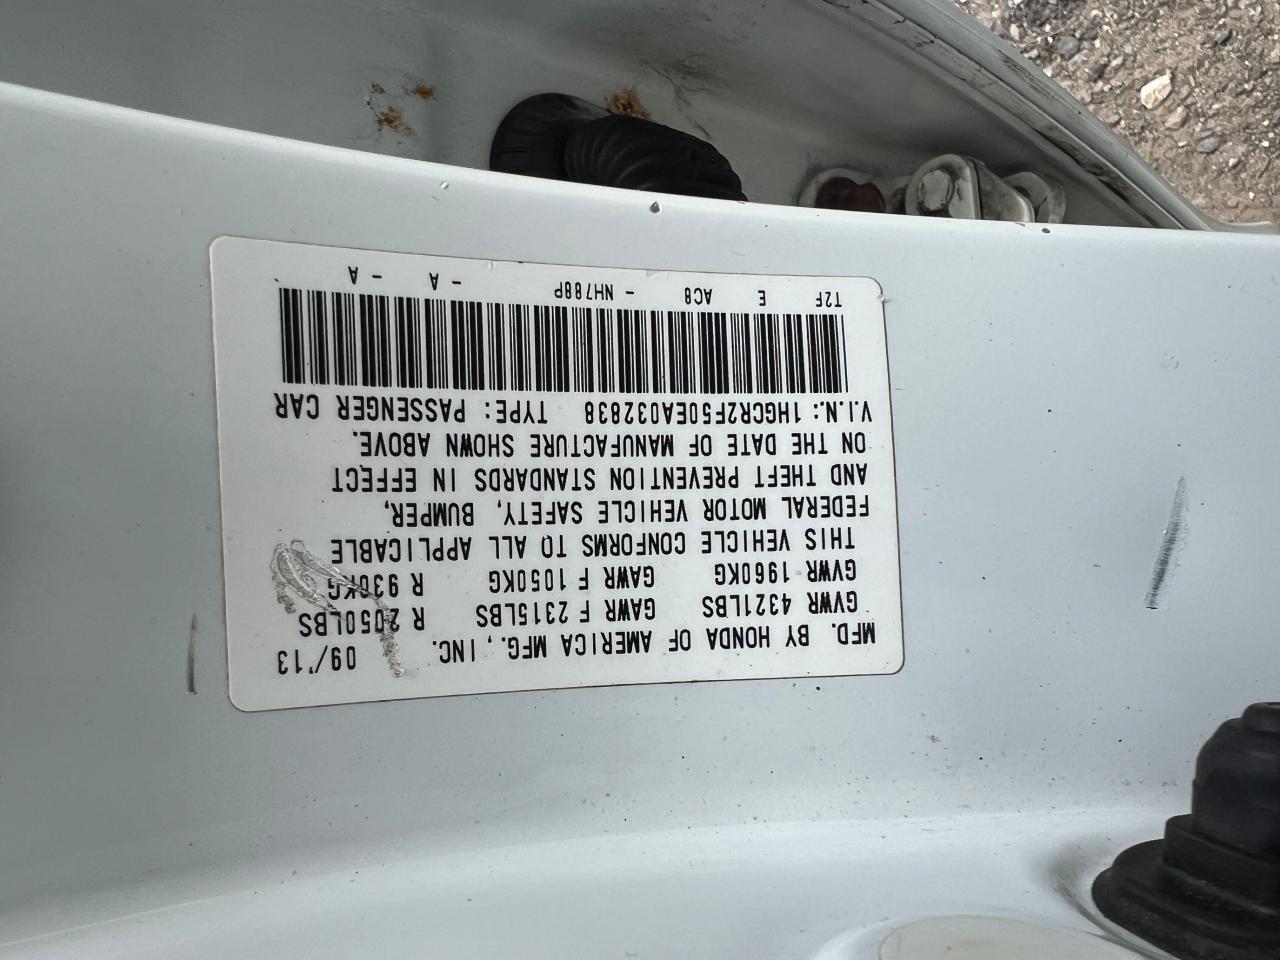 MFD. BY HONDA OF AMERICA MFG., INC. 09/'13
GVWR 4321LBS GAWR F 2315LBS R 2050LBS
GVWR 1960KG GAWR F 1050KG R 930KG
THIS VEHICLE CONFORMS TO ALL APPLICABLE
FEDERAL MOTOR VEHICLE SAFETY, BUMPER,
AND THEFT PREVENTION STANDARDS IN EFFECT
ON THE DATE OF MANUFACTURE SHOWN ABOVE.
V.I.N.: 1HGCR2F50EA032838 TYPE: PASSENGER CAR
T2F E AC8 - NH788P - A - A